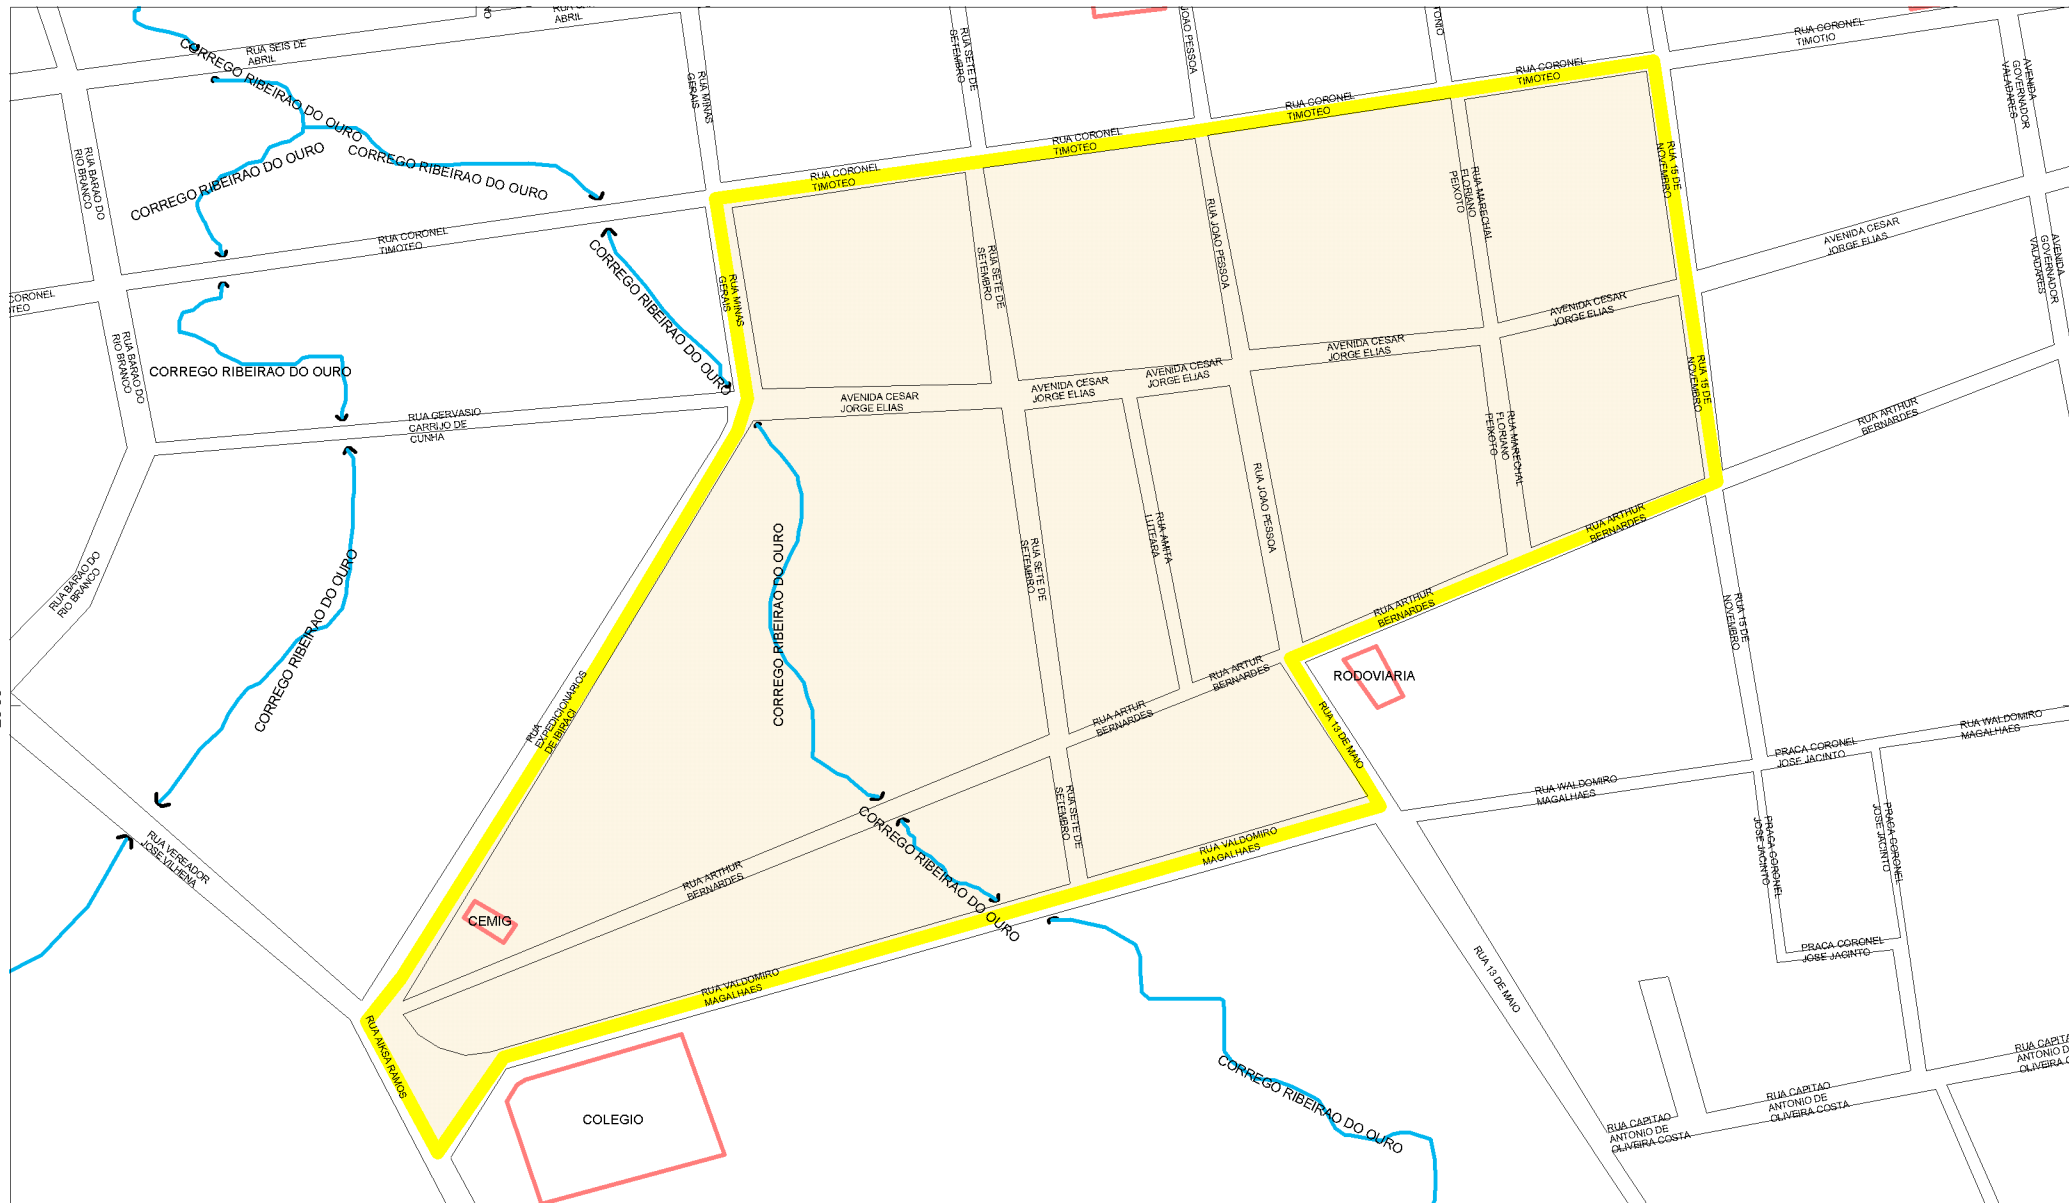 RUA CORONEL
TIMOTIO
RUA SEIS DE
ABRIL
ABRIL
CORREGO RIBEIRAO DO OURO
RUA MINAS
GERAIS
RUA SETE DE
SETEMBRO
JOAO PESSOA
RUA CORONEL
TIMOTEO
AVENIDA
GOVERNADOR
VALADARES
RUA CORONEL
TIMOTEO
RUA CORONEL
TIMOTEO
RUA BARAO DO
RIO BRANCO
CORREGO RIBEIRAO DO OURO
CORREGO RIBEIRAO DO OURO
RUA CORONEL
TIMOTEO
RUA 15 DE
NOVEMBRO
RUA MARECHAL
FLORIANO
PEIXOTO
RUA JOAO PESSOA
RUA CORONEL
TIMOTEO
CORREGO RIBEIRAO DO OURO
RUA SETE DE
SETEMBRO
AVENIDA CESAR
JORGE ELIAS
AVENIDA
GOVERNADOR
VALADARES
RUA MINAS
GERAIS
CORONEL
AVENIDA CESAR
JORGE ELIAS
RUA BARAO DO
RIO BRANCO
CORREGO RIBEIRAO DO OURO
AVENIDA CESAR
JORGE ELIAS
AVENIDA CESAR
JORGE ELIAS
AVENIDA CESAR
JORGE ELIAS
AVENIDA CESAR
JORGE ELIAS
RUA 15 DE
NOVEMBRO
RUA GERVASIO
CARRIJO DE
CUNHA
RUA ARTHUR
BERNARDES
RUA MARECHAL
FLORIANO
PEIXOTO
RUA JOAO PESSOA
RUA AMITA
LUTFARA
RUA ARTHUR
BERNARDES
RUA SETE DE
SETEMBRO
CORREGO RIBEIRAO DO OURO
CORREGO RIBEIRAO DO OURO
RUA BARAO DO
RIO BRANCO
RUA ARTHUR
BERNARDES
RUA 15 DE
NOVEMBRO
RUA ARTUR
BERNARDES
RODOVIARIA
RUA
EXPEDICIONARIOS
DE IBIRACI
RUA ARTUR
BERNARDES
RUA 13 DE MAIO
RUA WALDOMIRO
MAGALHAES
PRACA CORONEL
JOSE JACINTO
RUA WALDOMIRO
MAGALHAES
RUA SETE DE
SETEMBRO
CORREGO RIBEIRAO DO OURO
RUA VALDOMIRO
MAGALHAES
PRACA CORONEL
JOSE JACINTO
PRACA CORONEL
JOSE JACINTO
RUA VEREADOR
JOSE VILHENA
RUA ARTHUR
BERNARDES
CEMIG
PRACA CORONEL
JOSE JACINTO
RUA VALDOMIRO
MAGALHAES
RUA 13 DE MAIO
RUA AIKSA RAMOS
CORREGO RIBEIRAO DO OURO
COLEGIO
RUA CAPITAO
ANTONIO DE
OLIVEIRA COSTA
RUA CAPITAO
ANTONIO DE
OLIVEIRA COSTA